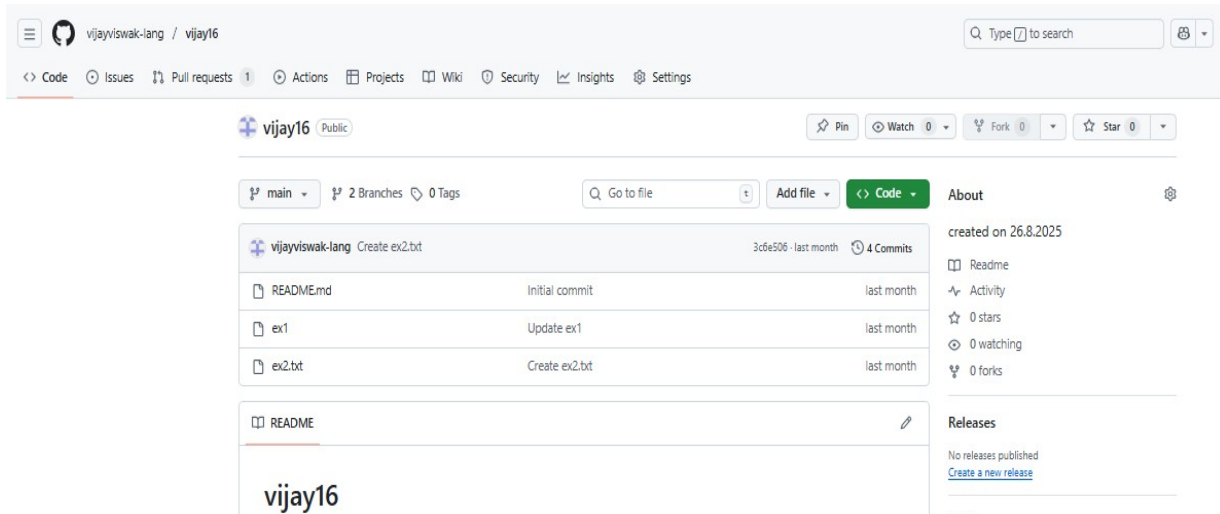 vijayviswak-lang / vijay16
Type / to search
Code Issues Pull requests 1 Actions Projects Wiki Security Insights Settings
vijay16 Public
Pin Watch 0 Fork 0 Star 0
main 2 Branches 0 Tags Go to file t Add file Code
About
created on 26.8.2025
vijayviswak-lang Create ex2.txt 3c6e506 · last month 4 Commits
Readme
README.md Initial commit last month
Activity
ex1 Update ex1 last month
0 stars
0 watching
ex2.txt Create ex2.txt last month
0 forks
README
Releases
No releases published
Create a new release
vijay16